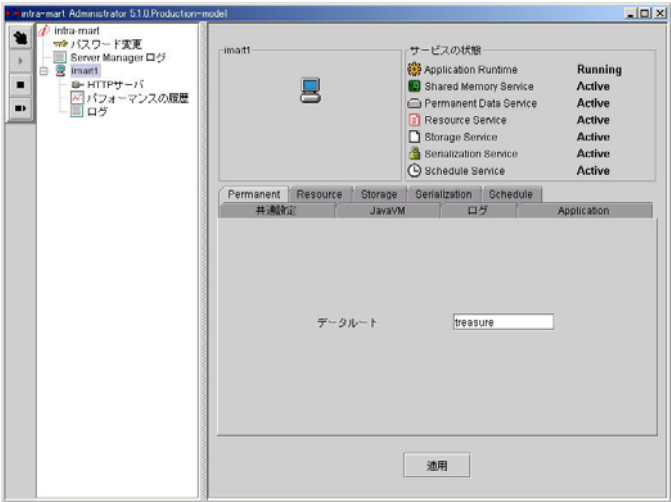 intra-mart Administrator 5.1.0.Production-model
intra-mart
パスワード変更
Server Manager ログ
imart1
HTTPサーバ
パフォーマンスの履歴
ログ
imart1
サービスの状態
Application Runtime Running
Shared Memory Service Active
Permanent Data Service Active
Resource Service Active
Storage Service Active
Serialization Service Active
Schedule Service Active
Permanent Resource Storage Serialization Schedule
共通設定 JavaVM ログ Application
データルート treasure
適用